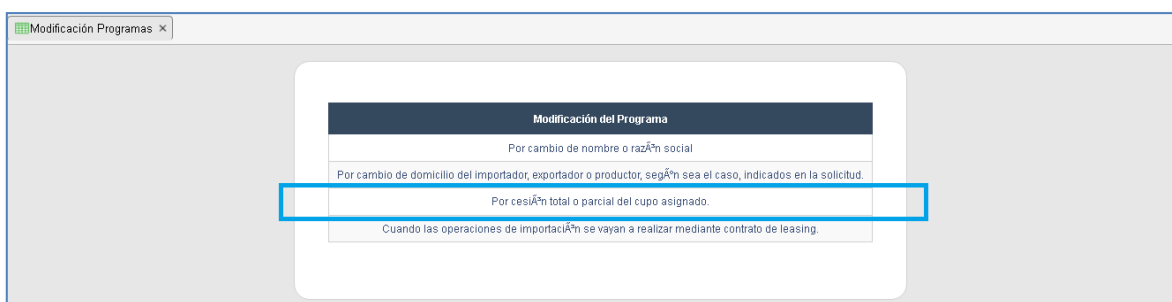 Modificación Programas ×
Modificación del Programa
Por cambio de nombre o razÃ³n social
Por cambio de domicilio del importador, exportador o productor, segÃºn sea el caso, indicados en la solicitud.
Por cesiÃ³n total o parcial del cupo asignado.
Cuando las operaciones de importaciÃ³n se vayan a realizar mediante contrato de leasing.